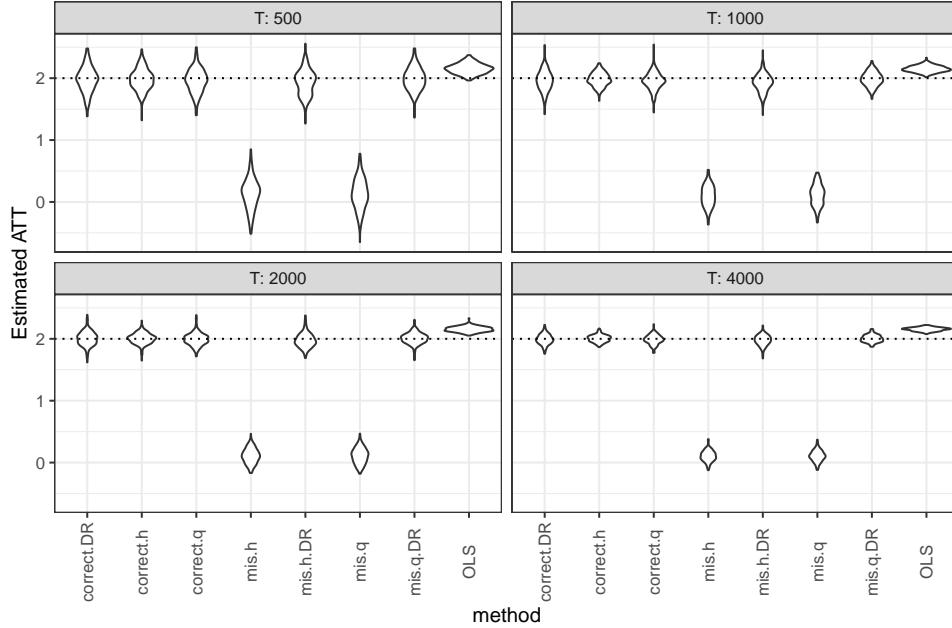 T: 500
T: 1000
2
1
0
Estimated ATT
T: 2000
T: 4000
2
1
0
correct.DR
correct.h
correct.q
mis.h
mis.h.DR
mis.q
mis.q.DR
OLS
correct.DR
correct.h
correct.q
mis.h
mis.h.DR
mis.q
mis.q.DR
OLS
method